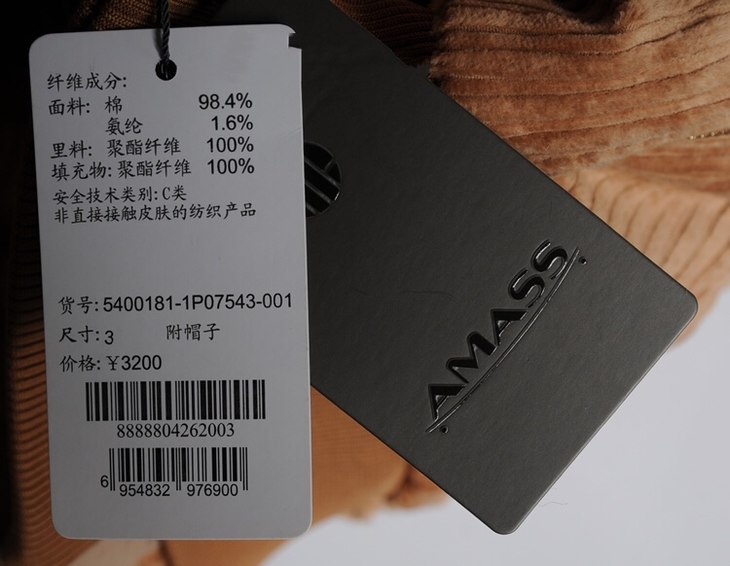 纤维成分:
面料: 棉 98.4%
氨纶 1.6%
里料: 聚酯纤维 100%
填充物: 聚酯纤维 100%
安全技术类别: C类
非直接接触皮肤的纺织产品
货号: 5400181-1P07543-001
尺寸: 3 附帽子
价格: ¥3200
8888804262003
6 954832 976900
AMASS